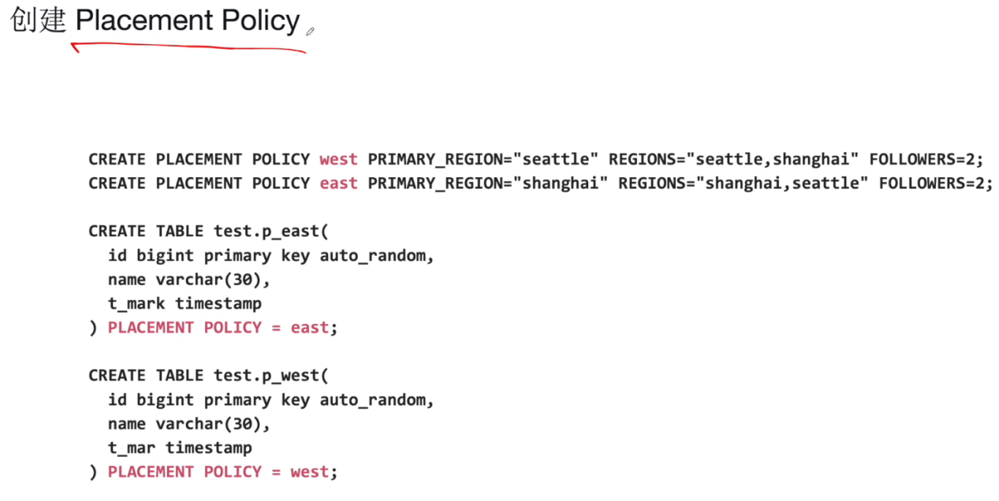 创建 Placement Policy
CREATE PLACEMENT POLICY west PRIMARY_REGION="seattle" REGIONS="seattle,shanghai" FOLLOWERS=2;
CREATE PLACEMENT POLICY east PRIMARY_REGION="shanghai" REGIONS="shanghai,seattle" FOLLOWERS=2;
CREATE TABLE test.p_east(
id bigint primary key auto_random,
name varchar(30),
t_mark timestamp
) PLACEMENT POLICY = east;
CREATE TABLE test.p_west(
id bigint primary key auto_random,
name varchar(30),
t_mar timestamp
) PLACEMENT POLICY = west;